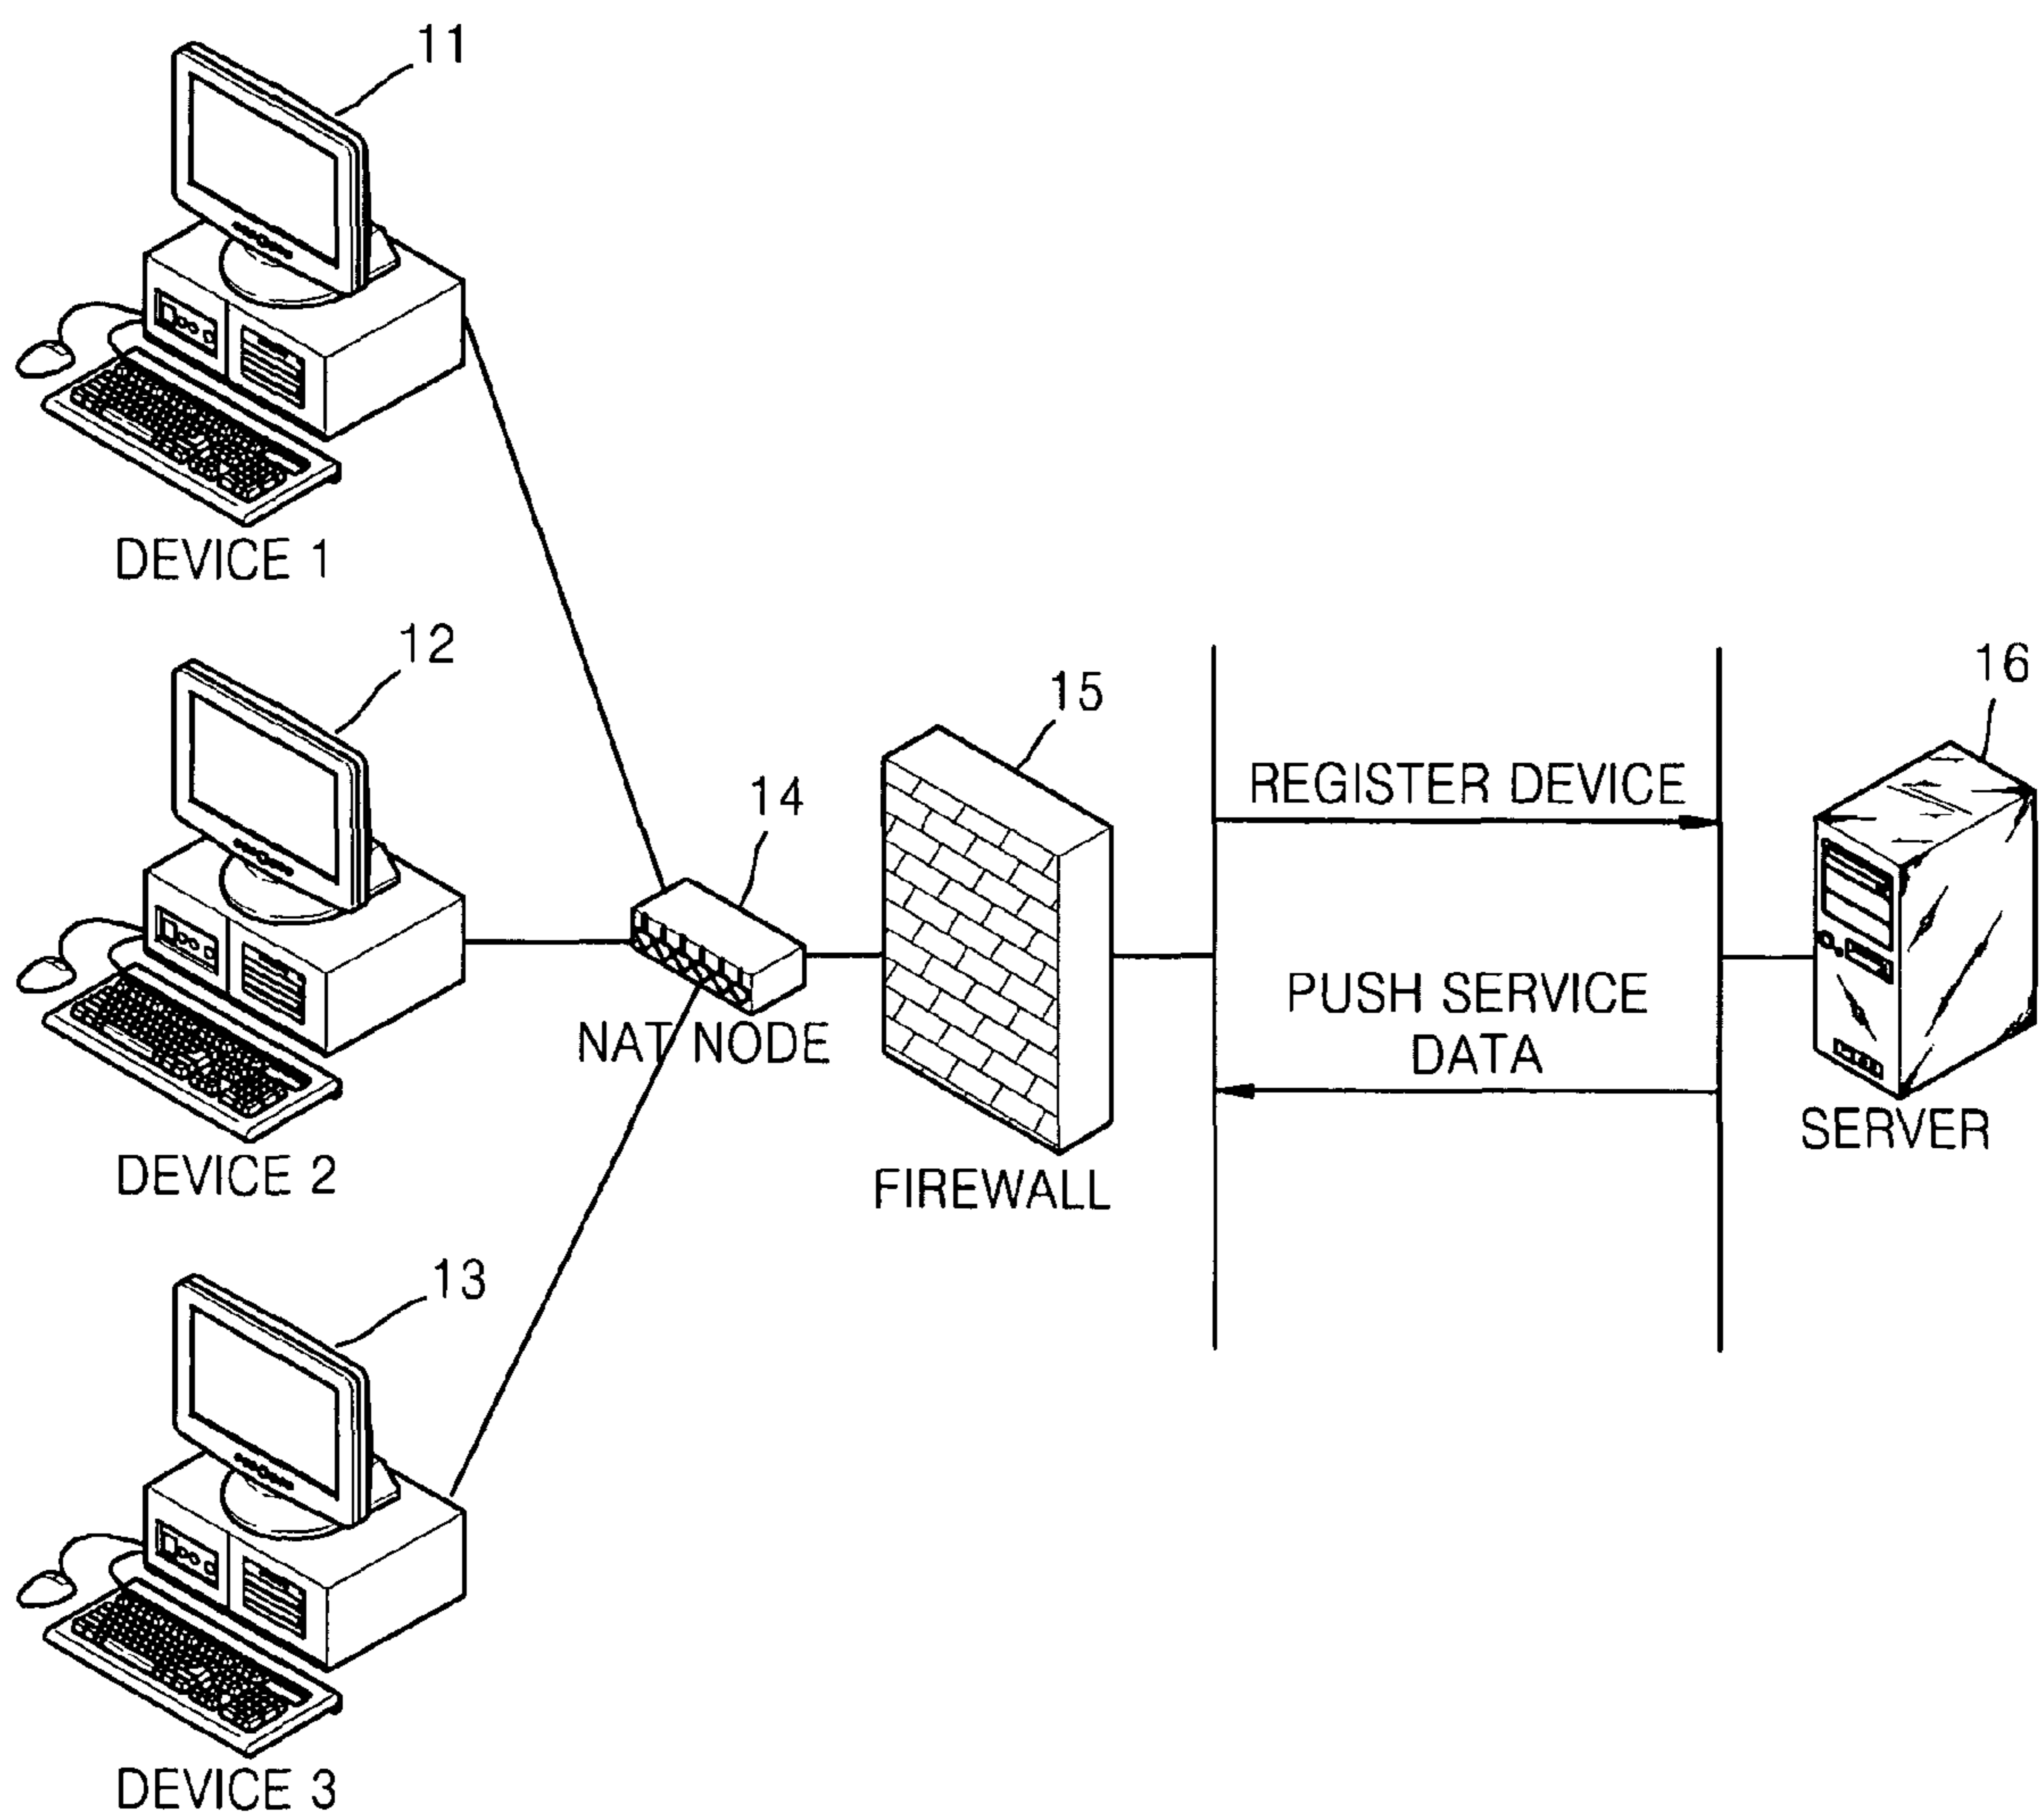 11
DEVICE 1
12
DEVICE 2
13
DEVICE 3
14
NAT NODE
15
FIREWALL
REGISTER DEVICE
PUSH SERVICE
DATA
16
SERVER